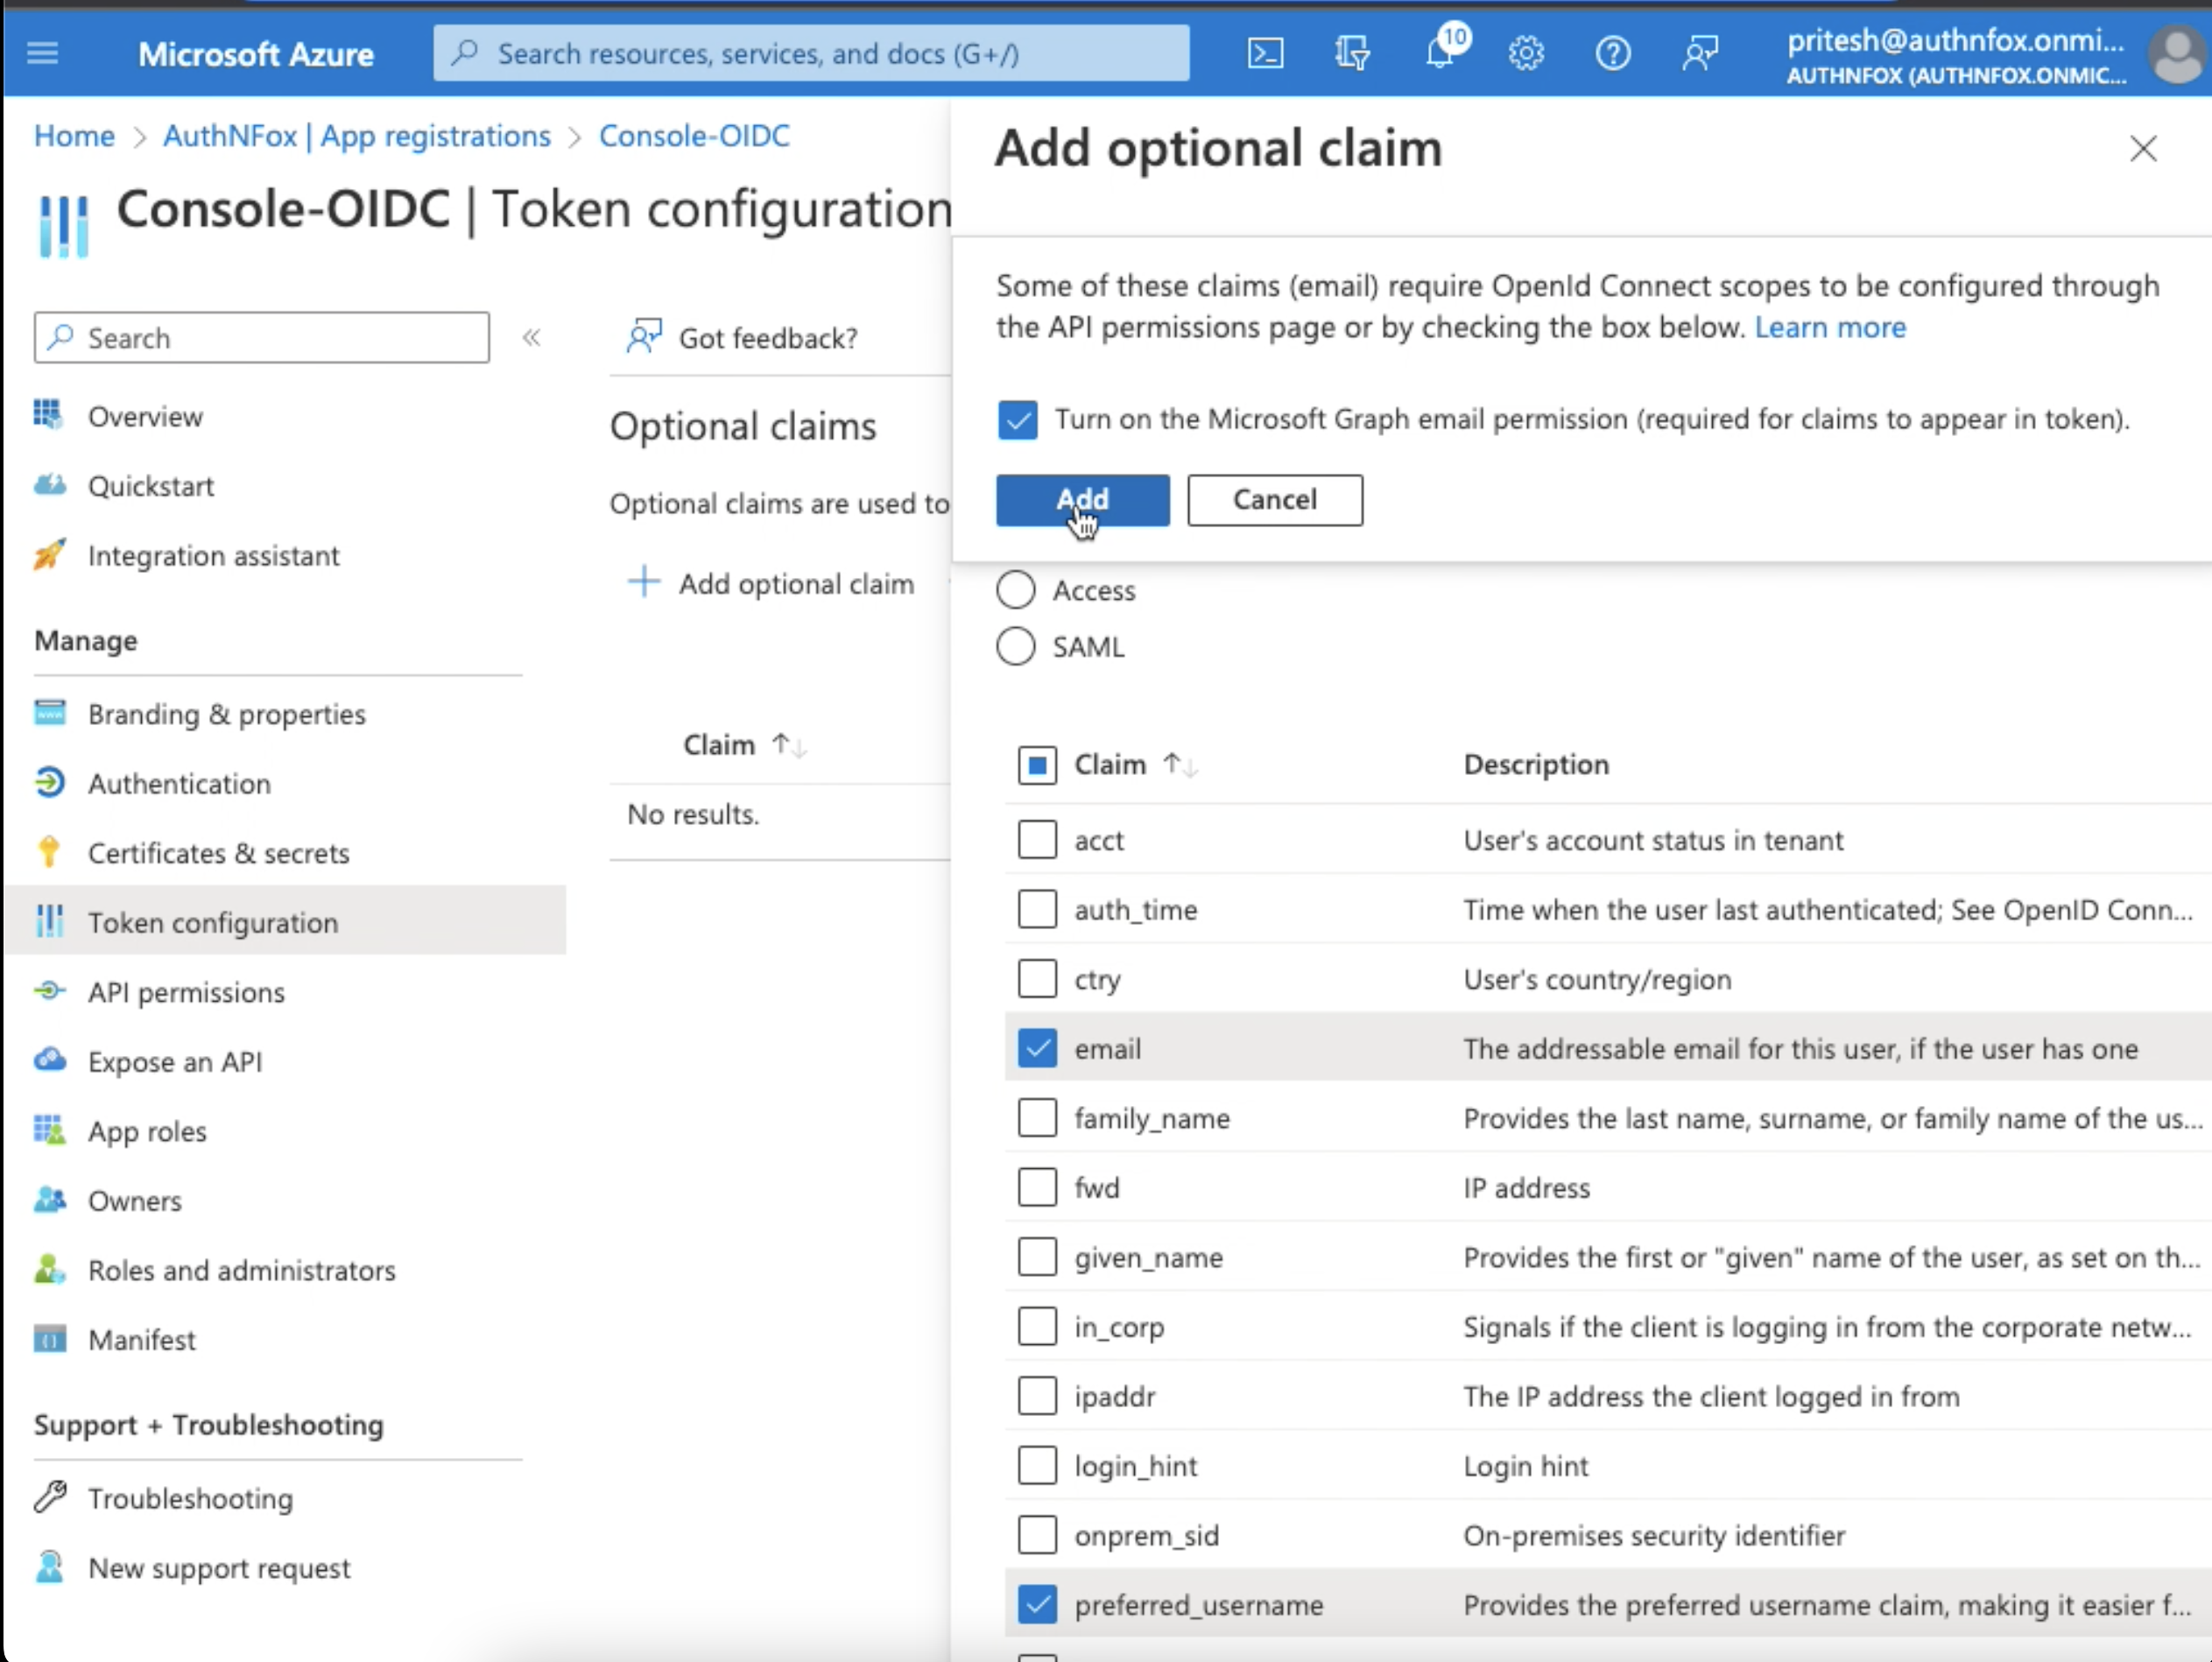 Microsoft Azure
Search resources, services, and docs (G+/)
10
pritesh@authnfox.onmi...
AUTHNFOX (AUTHNFOX.ONMIC...
Home > AuthNFox | App registrations > Console-OIDC
Console-OIDC | Token configuration
Search
«
Overview
Quickstart
Integration assistant
Manage
Branding & properties
Authentication
Certificates & secrets
Token configuration
API permissions
Expose an API
App roles
Owners
Roles and administrators
Manifest
Support + Troubleshooting
Troubleshooting
New support request
Got feedback?
Optional claims
Optional claims are used to
+ Add optional claim
Claim ↑↓
No results.
Add optional claim
Some of these claims (email) require OpenId Connect scopes to be configured through
the API permissions page or by checking the box below. Learn more
Turn on the Microsoft Graph email permission (required for claims to appear in token).
Add
Cancel
Access
SAML
Claim ↑↓ Description
acct User's account status in tenant
auth_time Time when the user last authenticated; See OpenID Conn...
ctry User's country/region
email The addressable email for this user, if the user has one
family_name Provides the last name, surname, or family name of the us...
fwd IP address
given_name Provides the first or "given" name of the user, as set on th...
in_corp Signals if the client is logging in from the corporate netw...
ipaddr The IP address the client logged in from
login_hint Login hint
onprem_sid On-premises security identifier
preferred_username Provides the preferred username claim, making it easier f...